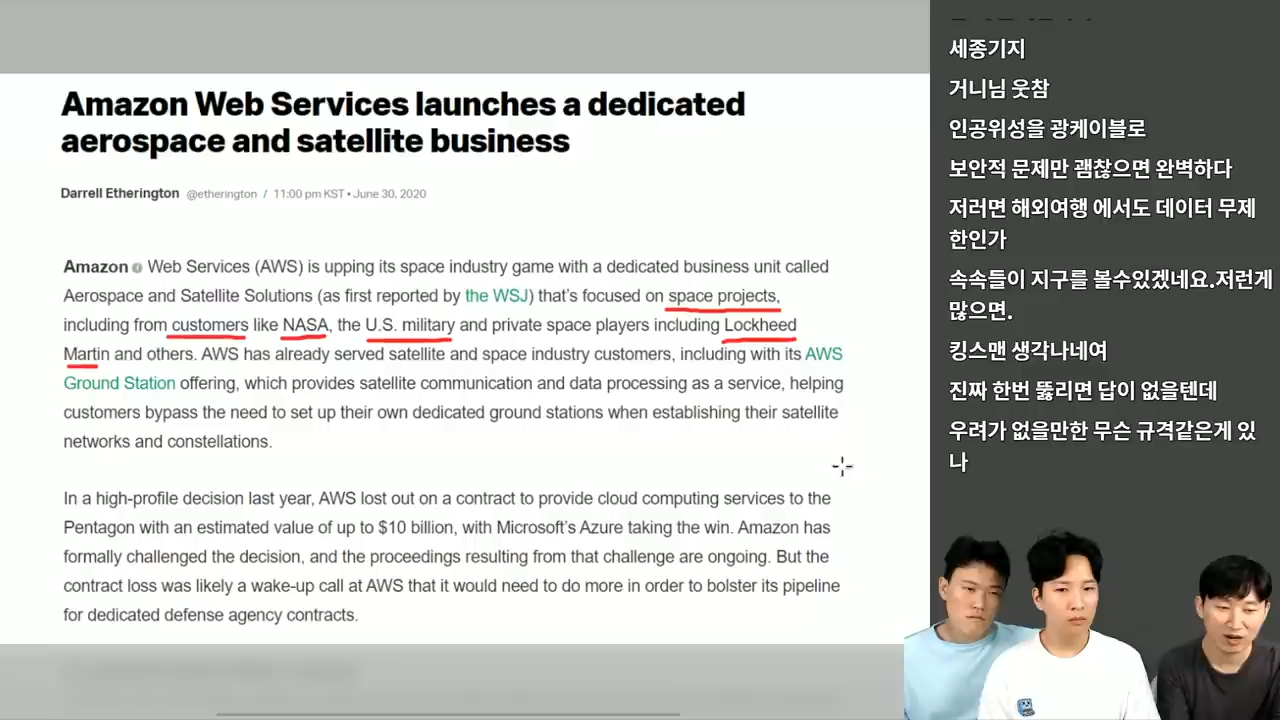 Amazon Web Services launches a dedicated
aerospace and satellite business
Darrell Etherington @etherington / 11:00 pm KST • June 30, 2020
Amazon Web Services (AWS) is upping its space industry game with a dedicated business unit called
Aerospace and Satellite Solutions (as first reported by the WSJ) that's focused on space projects,
including from customers like NASA, the U.S. military and private space players including Lockheed
Martin and others. AWS has already served satellite and space industry customers, including with its AWS
Ground Station offering, which provides satellite communication and data processing as a service, helping
customers bypass the need to set up their own dedicated ground stations when establishing their satellite
networks and constellations.
In a high-profile decision last year, AWS lost out on a contract to provide cloud computing services to the
Pentagon with an estimated value of up to $10 billion, with Microsoft's Azure taking the win. Amazon has
formally challenged the decision, and the proceedings resulting from that challenge are ongoing. But the
contract loss was likely a wake-up call at AWS that it would need to do more in order to bolster its pipeline
for dedicated defense agency contracts.
세종기지
거니님 웃참
인공위성을 광케이블로
보안적 문제만 괨찮으면 완벽하다
저러면 해외여행 에서도 데이터 무제
한인가
속속들이 지구를 볼수있겠네요.저런게
많으면.
킹스맨 생각나네여
진짜 한번 뚫리면 답이 없을텐데
우려가 없을만한 무슨 규격같은게 있
나